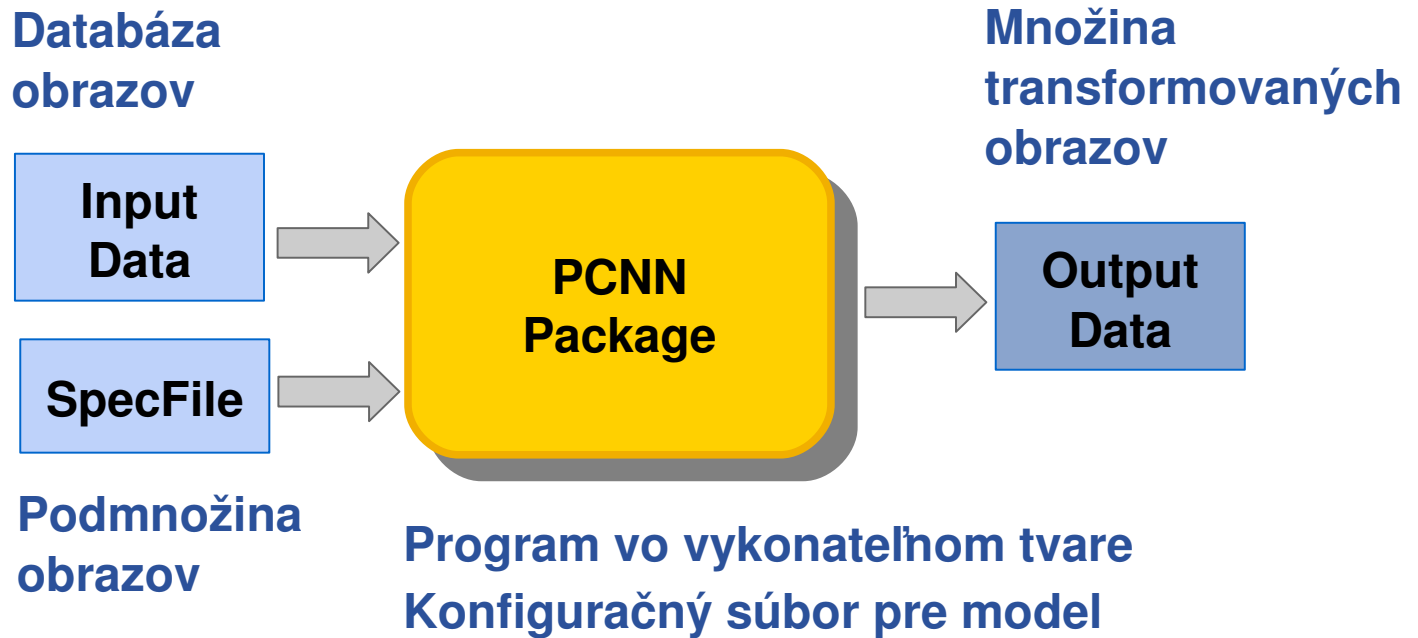 Databáza
obrazov
Množina
transformovaných
obrazov
Input
Data
PCNN
Package
Output
Data
SpecFile
Podmnožina
obrazov
Program vo vykonateľnom tvare
Konfiguračný súbor pre model